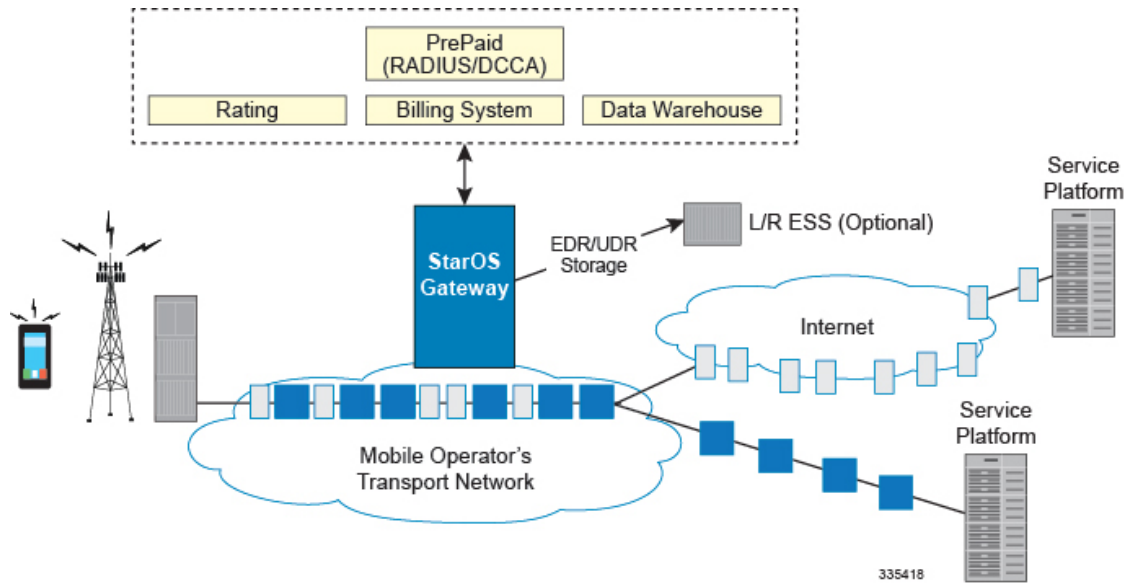 PrePaid
(RADIUS/DCCA)
Rating
Billing System
Data Warehouse
Service
Platform
StarOS
Gateway
EDR/UDR
Storage
L/R ESS (Optional)
Internet
Mobile Operator's
Transport Network
Service
Platform
335418